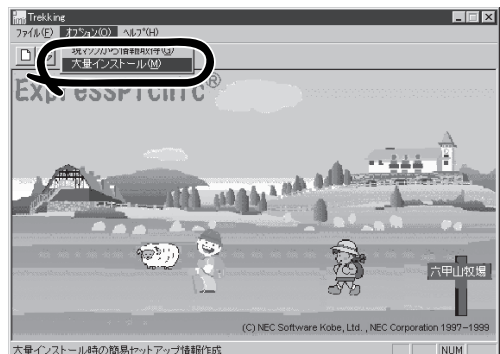 Trekking
ファイル(F) オプション(O) ヘルプ(H)
現マシンから情報取得(G)
大量インストール(M)
ExpressPicnic®
六甲山牧場
(C) NEC Software Kobe, Ltd. , NEC Corporation 1997-1999
大量インストール時の簡易セットアップ情報作成
NUM